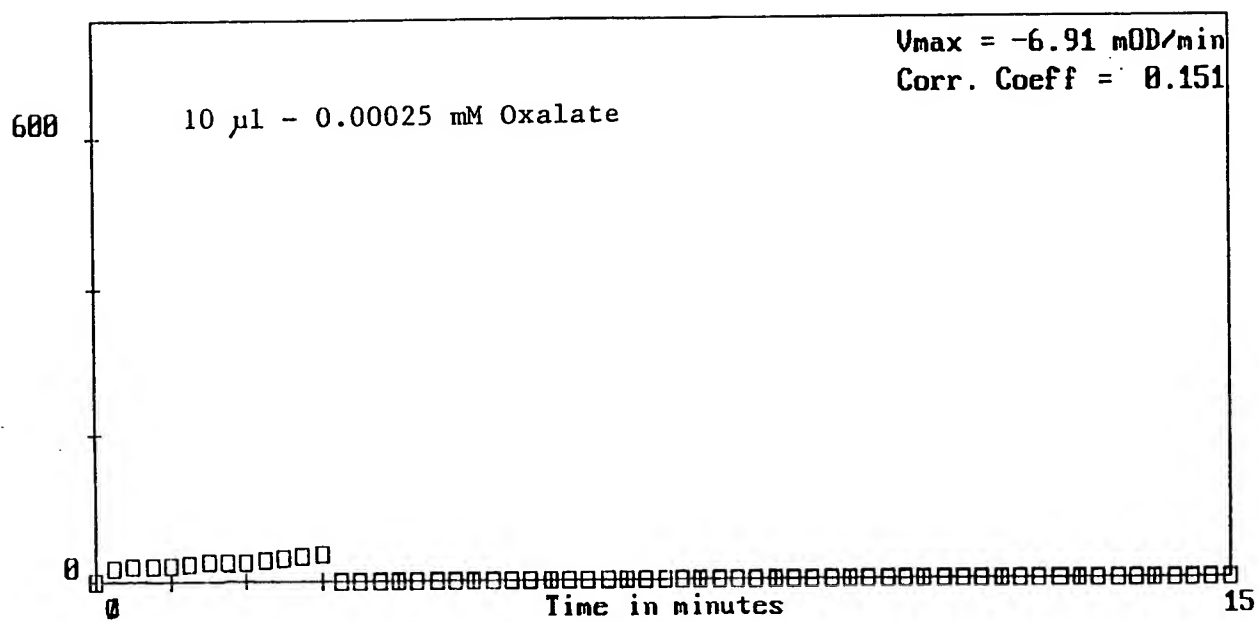 Vmax = -6.91 mOD/min
Corr. Coeff = 0.151
10 µl - 0.00025 mM Oxalate
600
0
0
Time in minutes
15